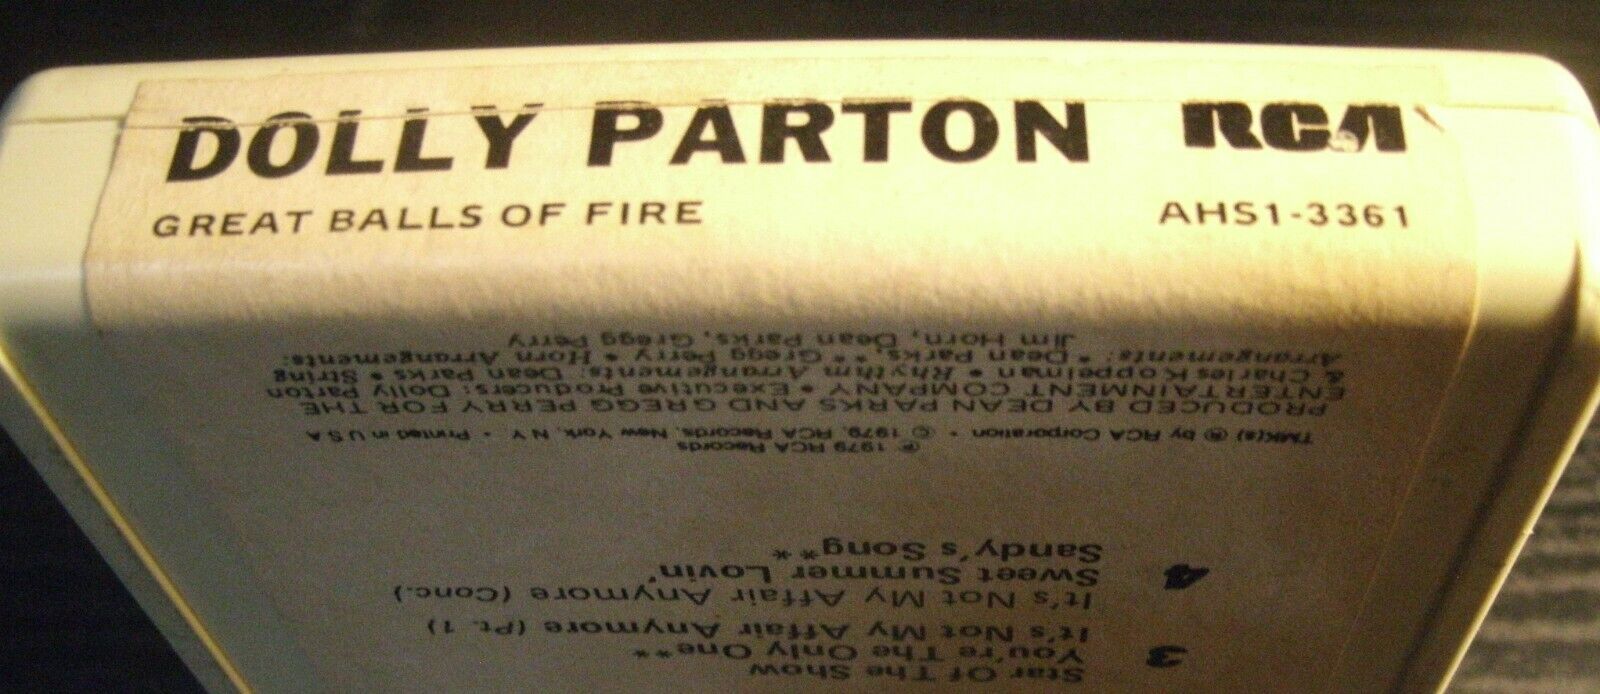 DOLLY PARTON RCA
GREAT BALLS OF FIRE AHS1-3361
Star Of The Show
3 You're The Only One**
It's Not My Affair Anymore (Pt. 1)
It's Not My Affair Anymore (Conc.)
4 Sweet Summer Lovin'
Sandy's Song**
℗ 1979 RCA Records
TMK(s) ® by RCA Corporation • © 1979, RCA Records, New York, N Y • Printed in U S A
PRODUCED BY DEAN PARKS AND GREGG PERRY FOR THE
ENTERTAINMENT COMPANY • Executive Producers: Dolly Parton
& Charles Koppelman • Rhythm Arrangements: Dean Parks • String
Arrangements: * Dean Parks, ** Gregg Perry • Horn Arrangements:
Jim Horn, Dean Parks, Gregg Perry